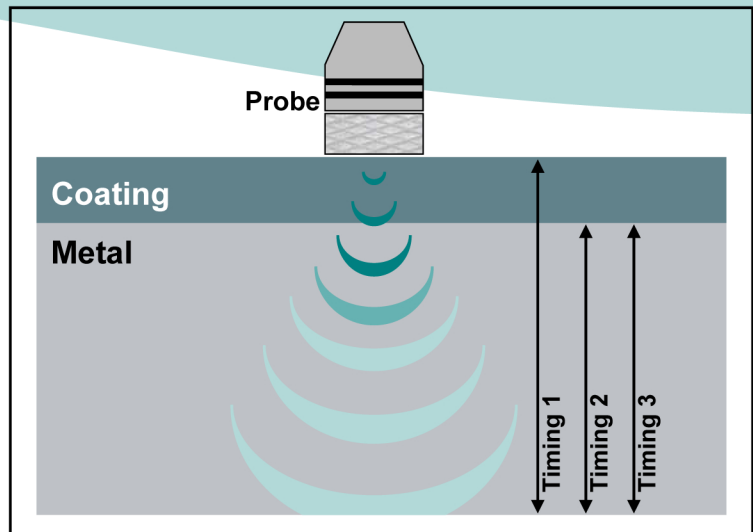 Probe
Coating
Metal
Timing 1
Timing 2
Timing 3